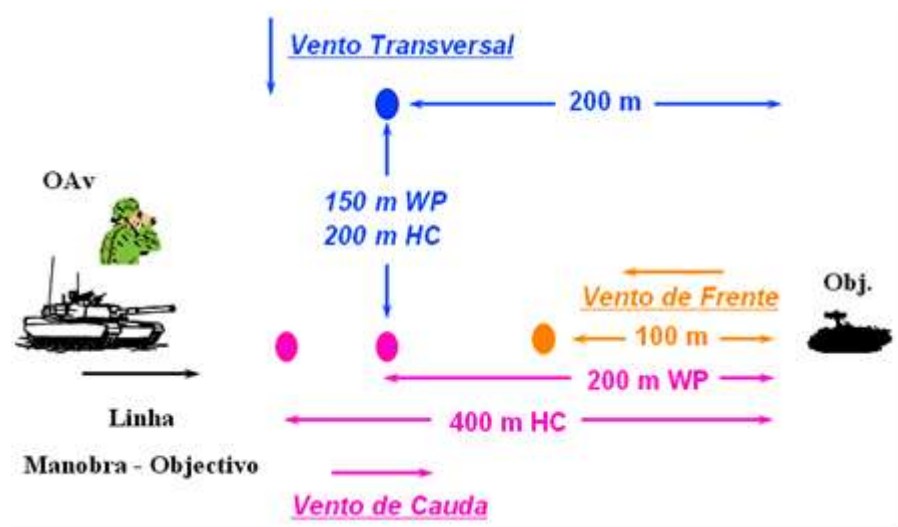 Vento Transversal
200 m
OAv
150 m WP
200 m HC
Vento de Frente
Obj.
100 m
200 m WP
Linha
400 m HC
Manobra - Objectivo
Vento de Cauda